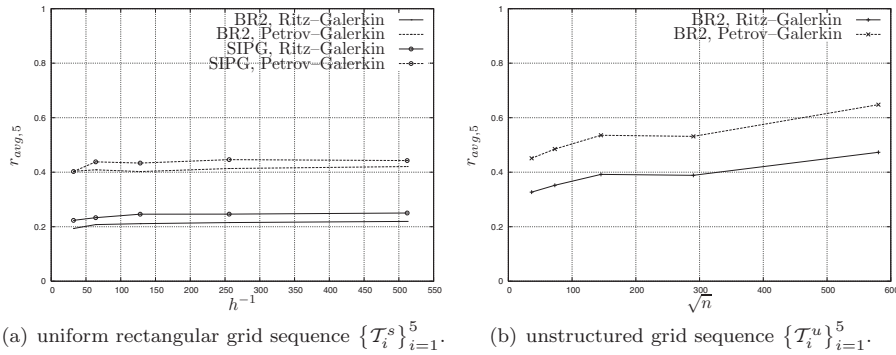 BR2, Ritz–Galerkin
BR2, Petrov–Galerkin
SIPG, Ritz–Galerkin
SIPG, Petrov–Galerkin
1
0.8
0.6
0.4
0.2
0
r_{avg,5}
0 50 100 150 200 250 300 350 400 450 500 550
h^{-1}
(a) uniform rectangular grid sequence {𝒯_i^s}_{i=1}^5.
BR2, Ritz–Galerkin
BR2, Petrov–Galerkin
1
0.8
0.6
0.4
0.2
0
r_{avg,5}
0 100 200 300 400 500 600
√n
(b) unstructured grid sequence {𝒯_i^u}_{i=1}^5.